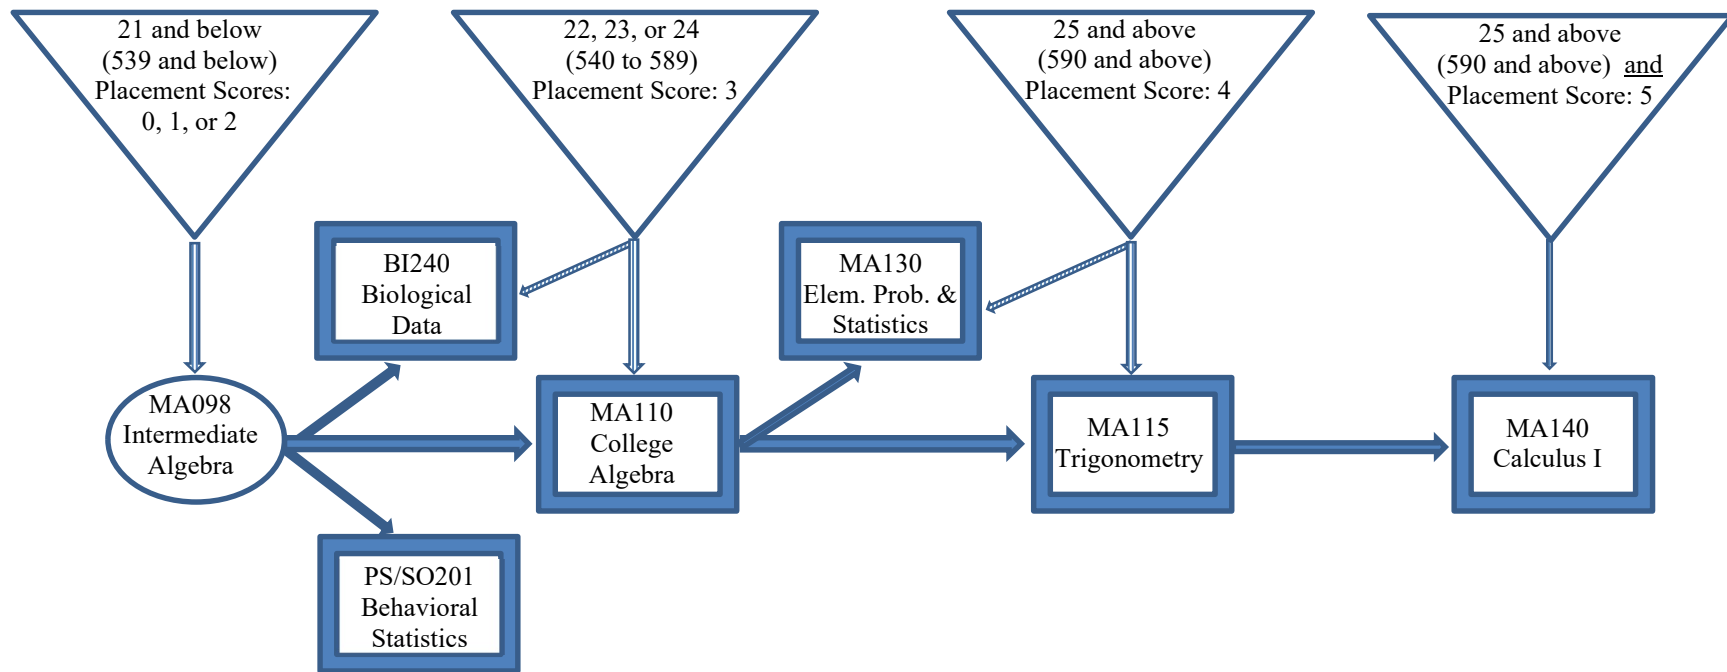 21 and below
(539 and below)
Placement Scores:
0, 1, or 2
22, 23, or 24
(540 to 589)
Placement Score: 3
25 and above
(590 and above)
Placement Score: 4
25 and above
(590 and above) and
Placement Score: 5
BI240
Biological
Data
MA130
Elem. Prob. &
Statistics
MA098
Intermediate
Algebra
MA110
College
Algebra
MA115
Trigonometry
MA140
Calculus I
PS/SO201
Behavioral
Statistics